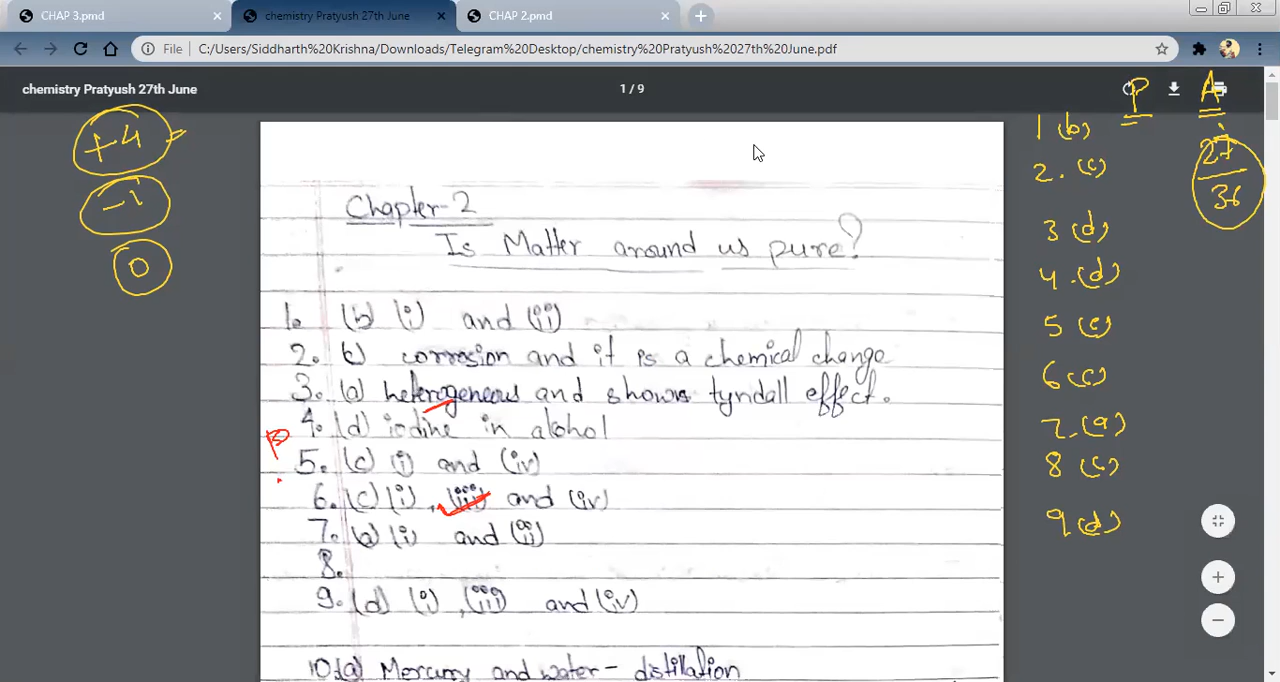 CHAP 3.pmd
chemistry Pratyush 27th June
CHAP 2.pmd
File
C:/Users/Siddharth%20Krishna/Downloads/Telegram%20Desktop/chemistry%20Pratyush%2027th%20June.pdf
chemistry Pratyush 27th June
1 / 9
+4
-1
0
Chapter-2
Is Matter around us pure?
1. (b) (i) and (ii)
2. (c) corrosion and it is a chemical change
3. (a) heterogeneous and shows tyndall effect.
4. (d) iodine in alohol
5. (c) (i) and (iv)
6. (c) (i), (iii) and (iv)
7. (a) (i) and (ii)
8.
9. (d) (i), (iii) and (iv)
10. (a) Mercury and water - distillation
P
A
1 (b)
2. (c)
3 (d)
4. (d)
5 (c)
6 (c)
7. (a)
8 (c)
9 (d)
27
36